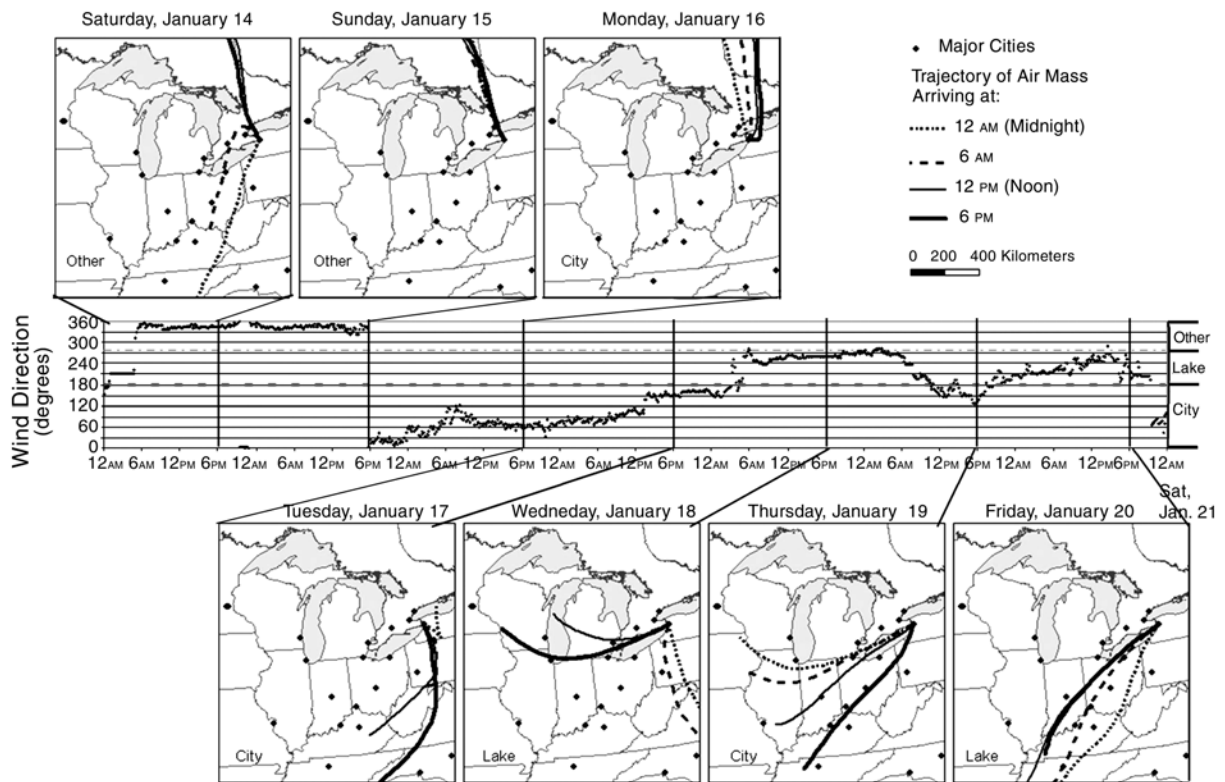 Saturday, January 14
Sunday, January 15
Monday, January 16
Major Cities
Trajectory of Air Mass
Arriving at:
12 AM (Midnight)
6 AM
12 PM (Noon)
6 PM
0 200 400 Kilometers
Other
Other
City
Wind Direction
(degrees)
360
300
240
180
120
60
0
Other
Lake
City
12AM 6AM 12PM 6PM 12AM 6AM 12PM 6PM 12AM 6AM 12PM 6PM 12AM 6AM 12PM 6PM 12AM 6AM 12PM 6PM 12AM 6AM 12PM 6PM 12AM 6AM 12PM 6PM 12AM
Sat,
Jan. 21
Tuesday, January 17
Wednesday, January 18
Thursday, January 19
Friday, January 20
City
Lake
City
Lake